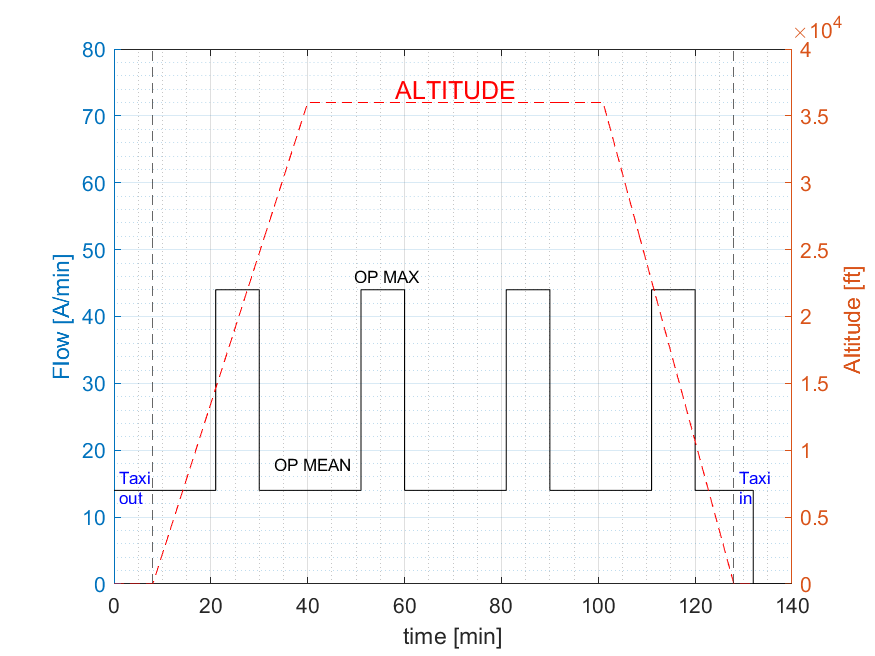 ×10⁴
80
70
60
50
40
30
20
10
0
Flow [A/min]
4
3.5
3
2.5
2
1.5
1
0.5
0
Altitude [ft]
ALTITUDE
OP MAX
OP MEAN
Taxi
out
Taxi
in
0 20 40 60 80 100 120 140
time [min]